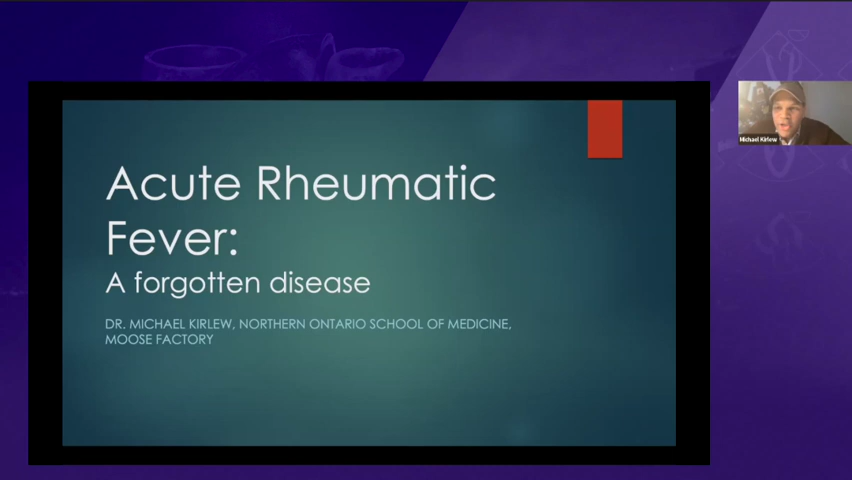 Acute Rheumatic
Fever:
A forgotten disease
DR. MICHAEL KIRLEW, NORTHERN ONTARIO SCHOOL OF MEDICINE,
MOOSE FACTORY
Michael Kirlew